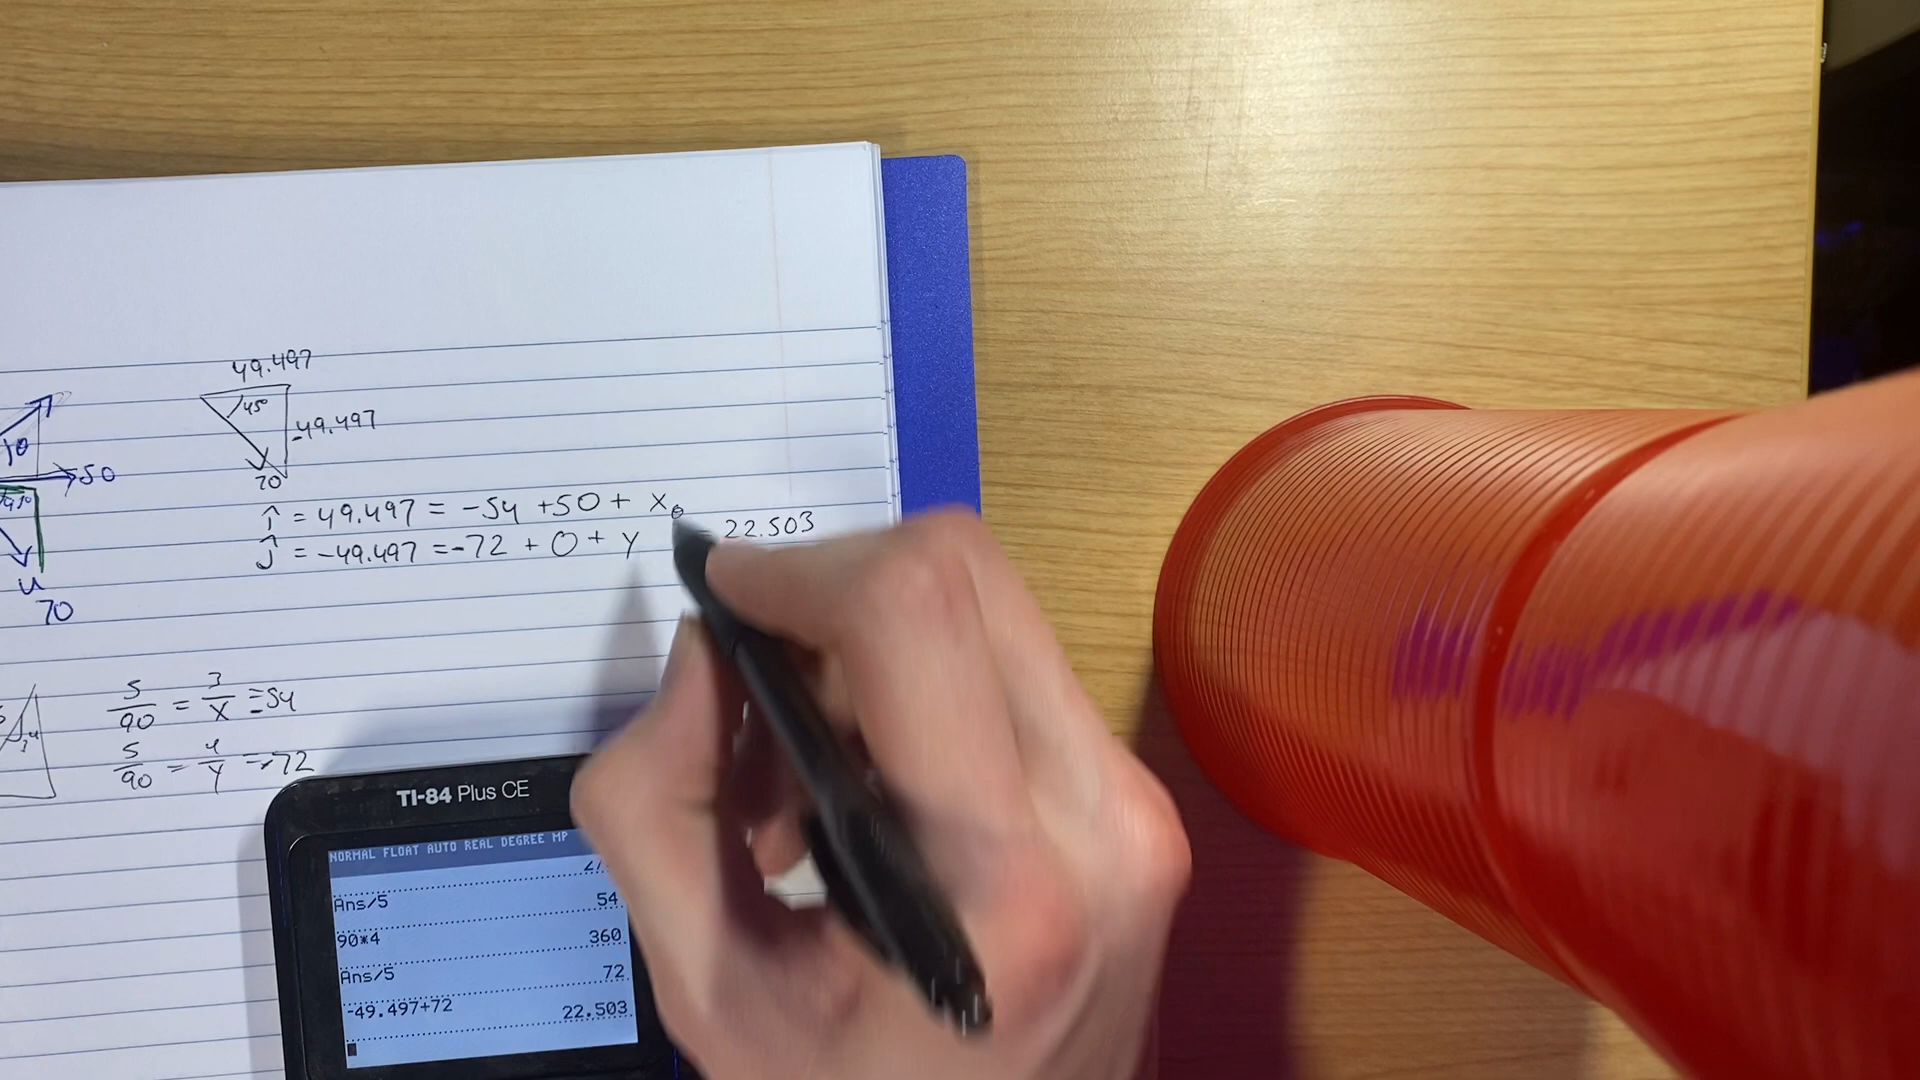 49.497
45°
-49.497
70
θ
50
u
70
î = 49.497 = -54 + 50 + x_θ
ĵ = -49.497 = -72 + 0 + y
= 22.503
5/90 = 3/x = -54
5/90 = 4/y = -72
TI-84 Plus CE
NORMAL FLOAT AUTO REAL DEGREE MP
Ans/5 54
90*4 360
Ans/5 72
-49.497+72 22.503